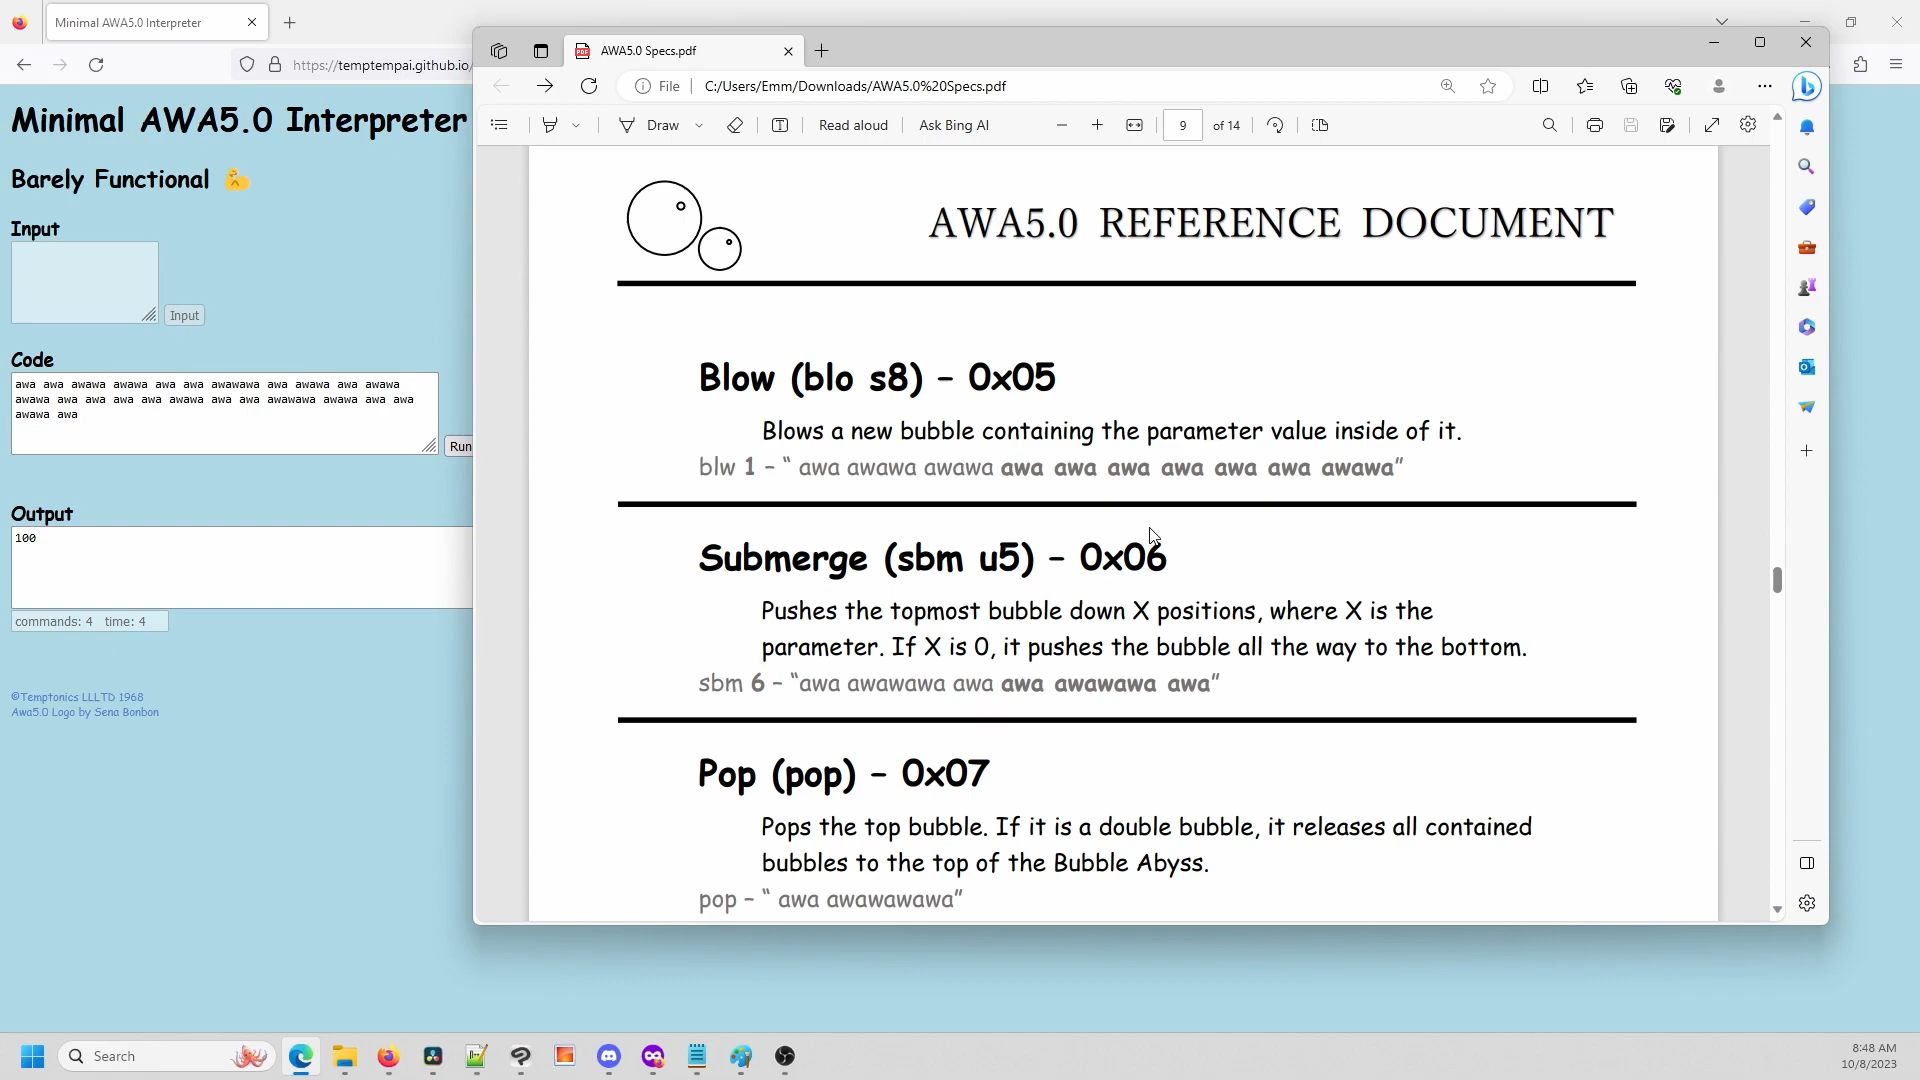 Minimal AWA5.0 Interpreter
https://temptempai.github.io/
Minimal AWA5.0 Interpreter
Barely Functional 💪
Input
Input
Code
awa awa awawa awawa awa awa awawawa awa awawa awa awawa
awawa awa awa awa awa awawa awa awa awawawa awawa awa awa
awawa awa
Run
Output
100
commands: 4 time: 4
©Temptonics LLLTD 1968
Awa5.0 Logo by Sena Bonbon
AWA5.0 Specs.pdf
File C:/Users/Emm/Downloads/AWA5.0%20Specs.pdf
Draw Read aloud Ask Bing AI 9 of 14
AWA5.0 REFERENCE DOCUMENT
Blow (blo s8) – 0x05
Blows a new bubble containing the parameter value inside of it.
blw 1 – “ awa awawa awawa awa awa awa awa awa awa awawa”
Submerge (sbm u5) – 0x06
Pushes the topmost bubble down X positions, where X is the
parameter. If X is 0, it pushes the bubble all the way to the bottom.
sbm 6 – “awa awawawa awa awa awawawa awa”
Pop (pop) – 0x07
Pops the top bubble. If it is a double bubble, it releases all contained
bubbles to the top of the Bubble Abyss.
pop – “ awa awawawawa”
Search
8:48 AM
10/8/2023